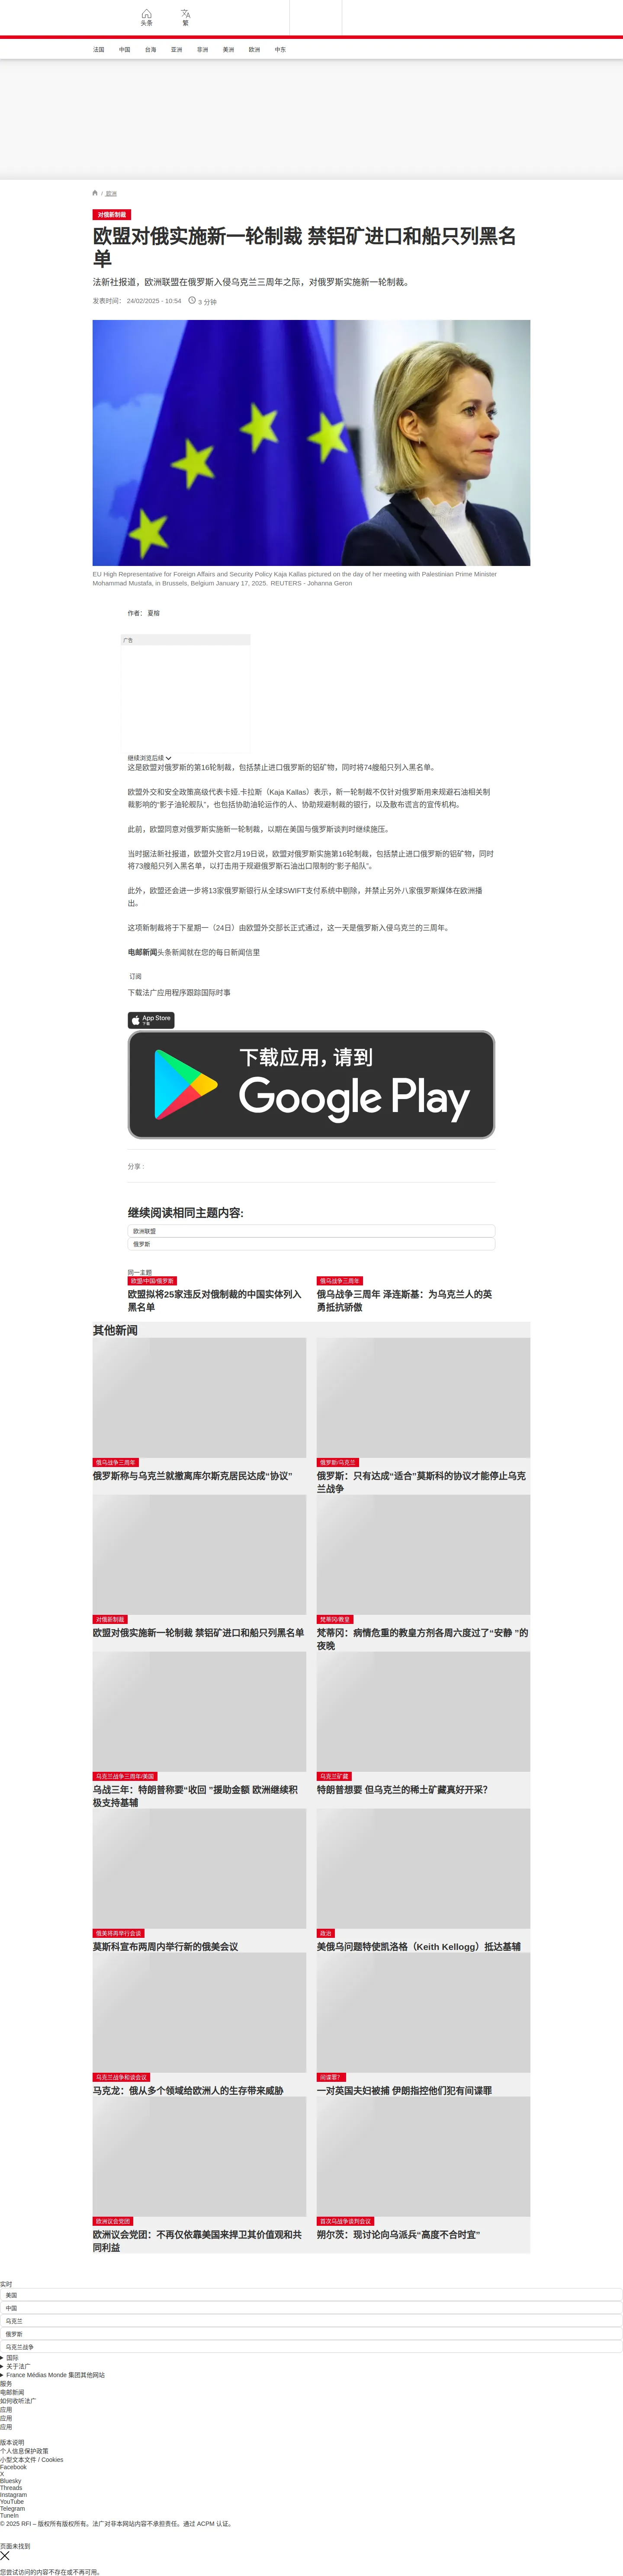 头条
繁
法国 中国 台海 亚洲 非洲 美洲 欧洲 中东
/ 欧洲
对俄新制裁
欧盟对俄实施新一轮制裁 禁铝矿进口和船只列黑名
单
法新社报道，欧洲联盟在俄罗斯入侵乌克兰三周年之际，对俄罗斯实施新一轮制裁。
发表时间： 24/02/2025 - 10:54 3 分钟
EU High Representative for Foreign Affairs and Security Policy Kaja Kallas pictured on the day of her meeting with Palestinian Prime Minister
Mohammad Mustafa, in Brussels, Belgium January 17, 2025. REUTERS - Johanna Geron
作者： 夏榕
广告
继续浏览后续
这是欧盟对俄罗斯的第16轮制裁，包括禁止进口俄罗斯的铝矿物，同时将74艘船只列入黑名单。
欧盟外交和安全政策高级代表卡娅.卡拉斯（Kaja Kallas）表示，新一轮制裁不仅针对俄罗斯用来规避石油相关制
裁影响的“影子油轮舰队”，也包括协助油轮运作的人、协助规避制裁的银行，以及散布谎言的宣传机构。
此前，欧盟同意对俄罗斯实施新一轮制裁，以期在美国与俄罗斯谈判时继续施压。
当时据法新社报道，欧盟外交官2月19日说，欧盟对俄罗斯实施第16轮制裁，包括禁止进口俄罗斯的铝矿物，同时
将73艘船只列入黑名单，以打击用于规避俄罗斯石油出口限制的“影子船队”。
此外，欧盟还会进一步将13家俄罗斯银行从全球SWIFT支付系统中剔除，并禁止另外八家俄罗斯媒体在欧洲播
出。
这项新制裁将于下星期一（24日）由欧盟外交部长正式通过，这一天是俄罗斯入侵乌克兰的三周年。
电邮新闻头条新闻就在您的每日新闻信里
订阅
下载法广应用程序跟踪国际时事
App Store
下载
下载应用，请到
Google Play
分享 :
继续阅读相同主题内容:
欧洲联盟
俄罗斯
同一主题
欧盟/中国/俄罗斯
欧盟拟将25家违反对俄制裁的中国实体列入
黑名单
俄乌战争三周年
俄乌战争三周年 泽连斯基：为乌克兰人的英
勇抵抗骄傲
其他新闻
俄乌战争三周年
俄罗斯称与乌克兰就撤离库尔斯克居民达成“协议”
俄罗斯/乌克兰
俄罗斯：只有达成“适合”莫斯科的协议才能停止乌克
兰战争
对俄新制裁
欧盟对俄实施新一轮制裁 禁铝矿进口和船只列黑名单
梵蒂冈/教皇
梵蒂冈：病情危重的教皇方济各周六度过了“安静 ”的
夜晚
乌克兰战争三周年/美国
乌战三年：特朗普称要“收回 ”援助金额 欧洲继续积
极支持基辅
乌克兰矿藏
特朗普想要 但乌克兰的稀土矿藏真好开采？
俄美将再举行会谈
莫斯科宣布两周内举行新的俄美会议
政治
美俄乌问题特使凯洛格（Keith Kellogg）抵达基辅
乌克兰战争和谈会议
马克龙：俄从多个领域给欧洲人的生存带来威胁
间谍罪？
一对英国夫妇被捕 伊朗指控他们犯有间谍罪
欧洲议会党团
欧洲议会党团：不再仅依靠美国来捍卫其价值观和共
同利益
首次乌战争谈判会议
朔尔茨：现讨论向乌派兵“高度不合时宜”
实时
美国
中国
乌克兰
俄罗斯
乌克兰战争
国际
关于法广
France Médias Monde 集团其他网站
服务
电邮新闻
如何收听法广
应用
应用
应用
版本说明
个人信息保护政策
小型文本文件 / Cookies
Facebook
X
Bluesky
Threads
Instagram
YouTube
Telegram
TuneIn
© 2025 RFI – 版权所有版权所有。法广对非本网站内容不承担责任。通过 ACPM 认证。
页面未找到
您尝试访问的内容不存在或不再可用。